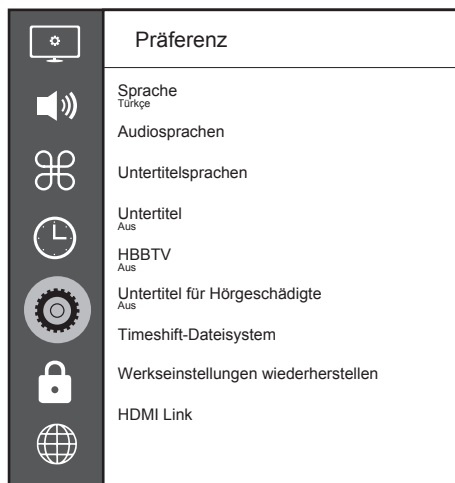 Präferenz
Sprache
Türkçe
Audiosprachen
Untertitelsprachen
Untertitel
Aus
HBBTV
Aus
Untertitel für Hörgeschädigte
Aus
Timeshift-Dateisystem
Werkseinstellungen wiederherstellen
HDMI Link